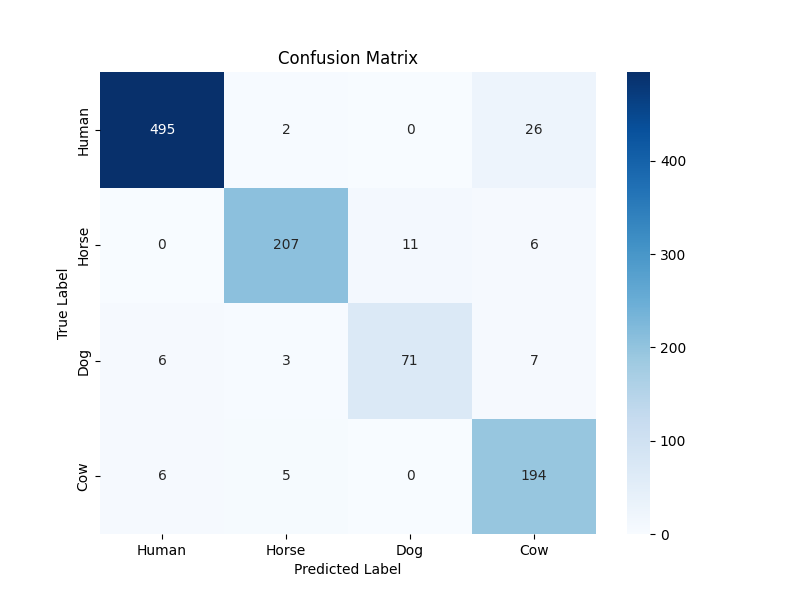 Confusion Matrix
Human 495 2 0 26
Horse 0 207 11 6
Dog 6 3 71 7
Cow 6 5 0 194
Human Horse Dog Cow
True Label
Predicted Label
400
300
200
100
0